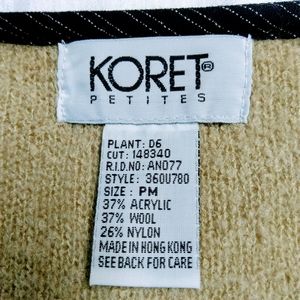 KORET®
PETITES
PLANT: D6
CUT: 148340
R.I.D.NO: AN077
STYLE: 360U780
SIZE: PM
37% ACRYLIC
37% WOOL
26% NYLON
MADE IN HONG KONG
SEE BACK FOR CARE